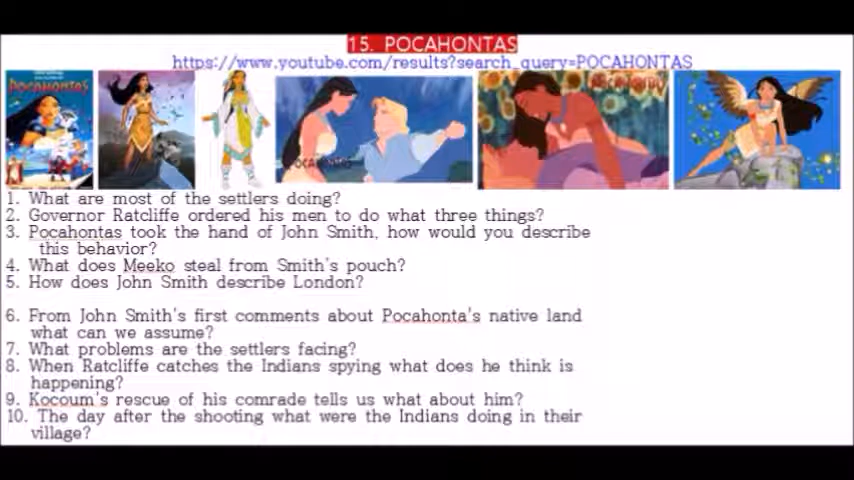 15. POCAHONTAS
https://www.youtube.com/results?search_query=POCAHONTAS
POCAHONTAS
POCAHONTAS
POCAHONTAS
1. What are most of the settlers doing?
2. Governor Ratcliffe ordered his men to do what three things?
3. Pocahontas took the hand of John Smith, how would you describe
this behavior?
4. What does Meeko steal from Smith's pouch?
5. How does John Smith describe London?
6. From John Smith's first comments about Pocahonta's native land
what can we assume?
7. What problems are the settlers facing?
8. When Ratcliffe catches the Indians spying what does he think is
happening?
9. Kocoum's rescue of his comrade tells us what about him?
10. The day after the shooting what were the Indians doing in their
village?